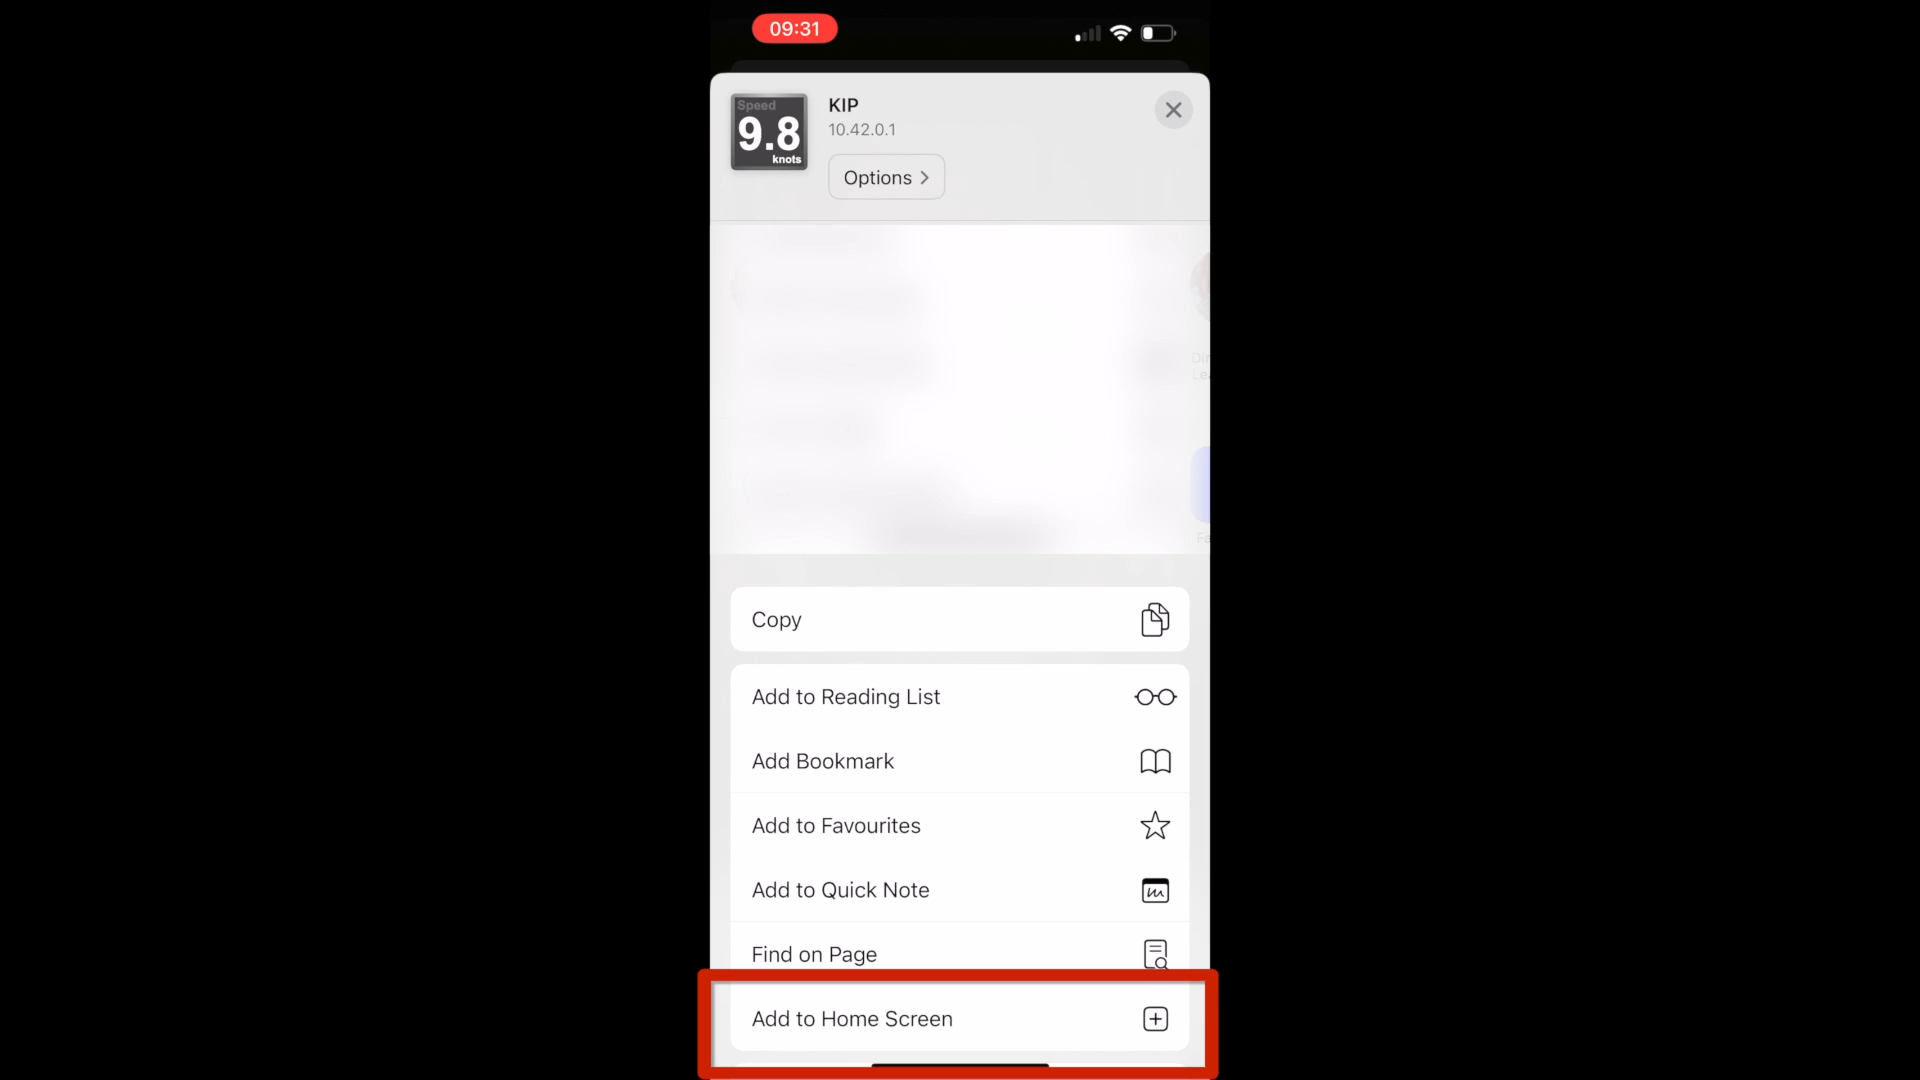 09:31
Speed
9.8
knots
KIP
10.42.0.1
Options
Copy
Add to Reading List
Add Bookmark
Add to Favourites
Add to Quick Note
Find on Page
Add to Home Screen